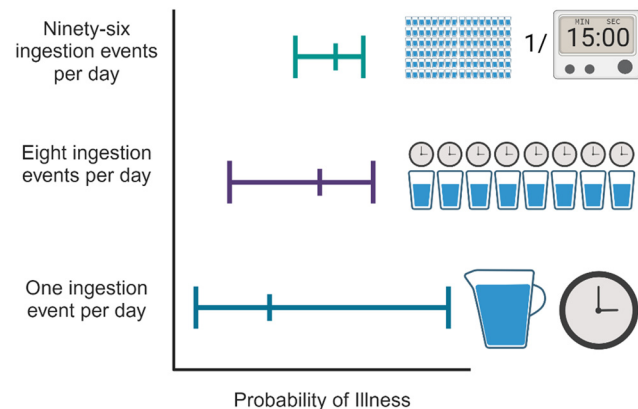 Ninety-six
ingestion events
per day
1/
MIN SEC
15:00
Eight ingestion
events per day
One ingestion
event per day
Probability of Illness